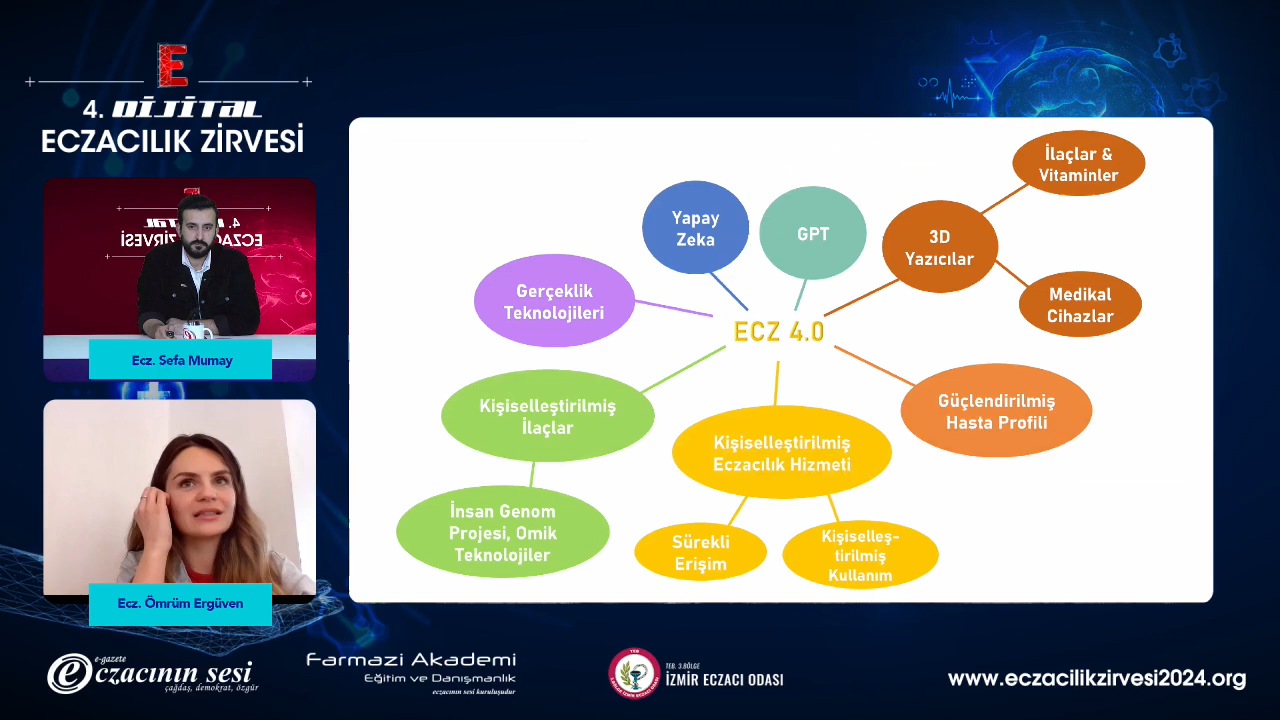 E
4. DİJİTAL
ECZACILIK ZİRVESİ
Ecz. Sefa Mumay
Ecz. Ömrüm Ergüven
İlaçlar &
Vitaminler
Yapay
Zeka
GPT
3D
Yazıcılar
Gerçeklik
Teknolojileri
Medikal
Cihazlar
ECZ 4.0
Kişiselleştirilmiş
İlaçlar
Güçlendirilmiş
Hasta Profili
Kişiselleştirilmiş
Eczacılık Hizmeti
İnsan Genom
Projesi, Omik
Teknolojiler
Sürekli
Erişim
Kişiselleş-
tirilmiş
Kullanım
e-gazete
eczacının sesi
çağdaş, demokrat, özgür
Farmazi Akademi
Eğitim ve Danışmanlık
eczacının sesi kuruluşudur
TEB. 3.BÖLGE
İZMİR ECZACI ODASI
www.eczacilikzirvesi2024.org